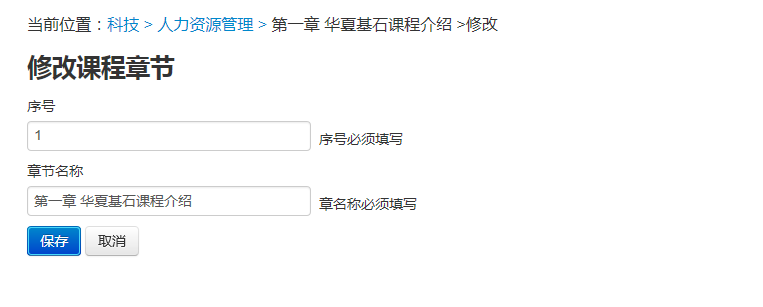 当前位置：科技 > 人力资源管理 > 第一章 华夏基石课程介绍 >修改
修改课程章节
序号
1 序号必须填写
章节名称
第一章 华夏基石课程介绍 章名称必须填写
保存 取消